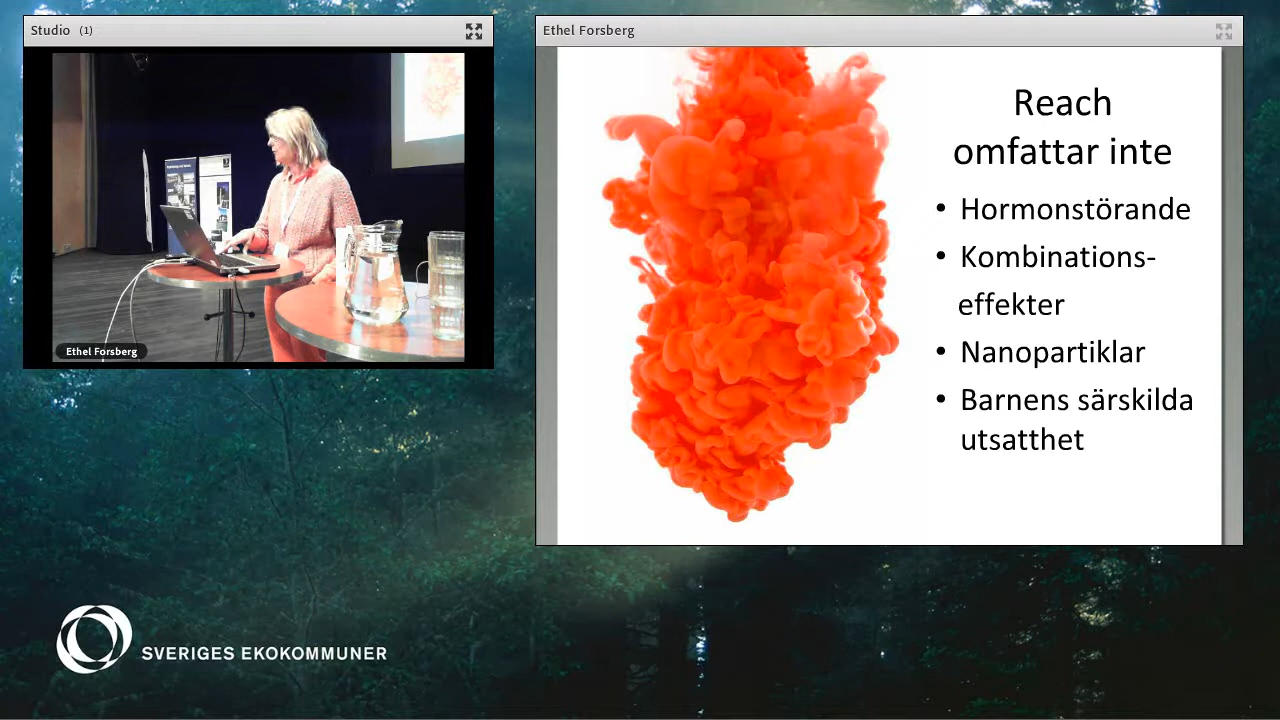 Studio (1)
Ethel Forsberg
Ethel Forsberg
Reach
omfattar inte
• Hormonstörande
• Kombinations-
effekter
• Nanopartiklar
• Barnens särskilda
utsatthet
SVERIGES EKOKOMMUNER